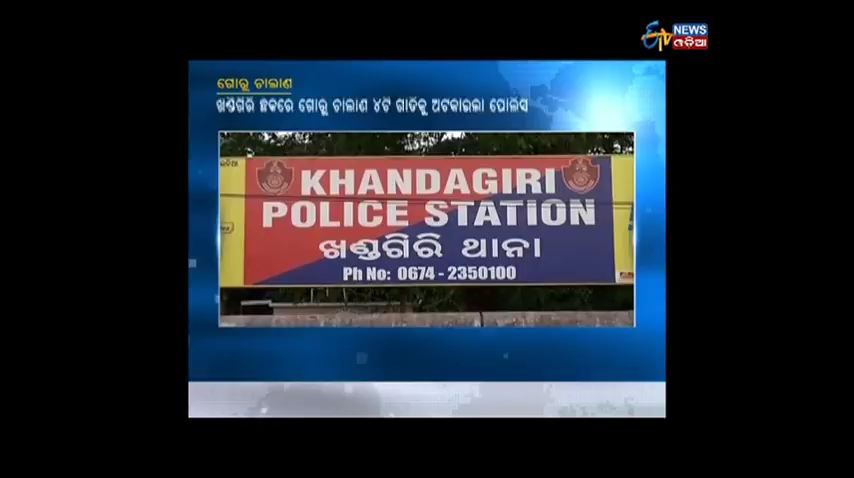 ETV NEWS
ଓଡ଼ିଆ
ଗୋରୁ ଚାଲାଣ
ଖଣ୍ଡଗିରି ଛକରେ ଗୋରୁ ଚାଲାଣ ୪ଟି ଗାଡିକୁ ଅଟକାଇଲା ପୋଲିସ
KHANDAGIRI
POLICE STATION
ଖଣ୍ଡଗିରି ଥାନା
Ph No: 0674 - 2350100